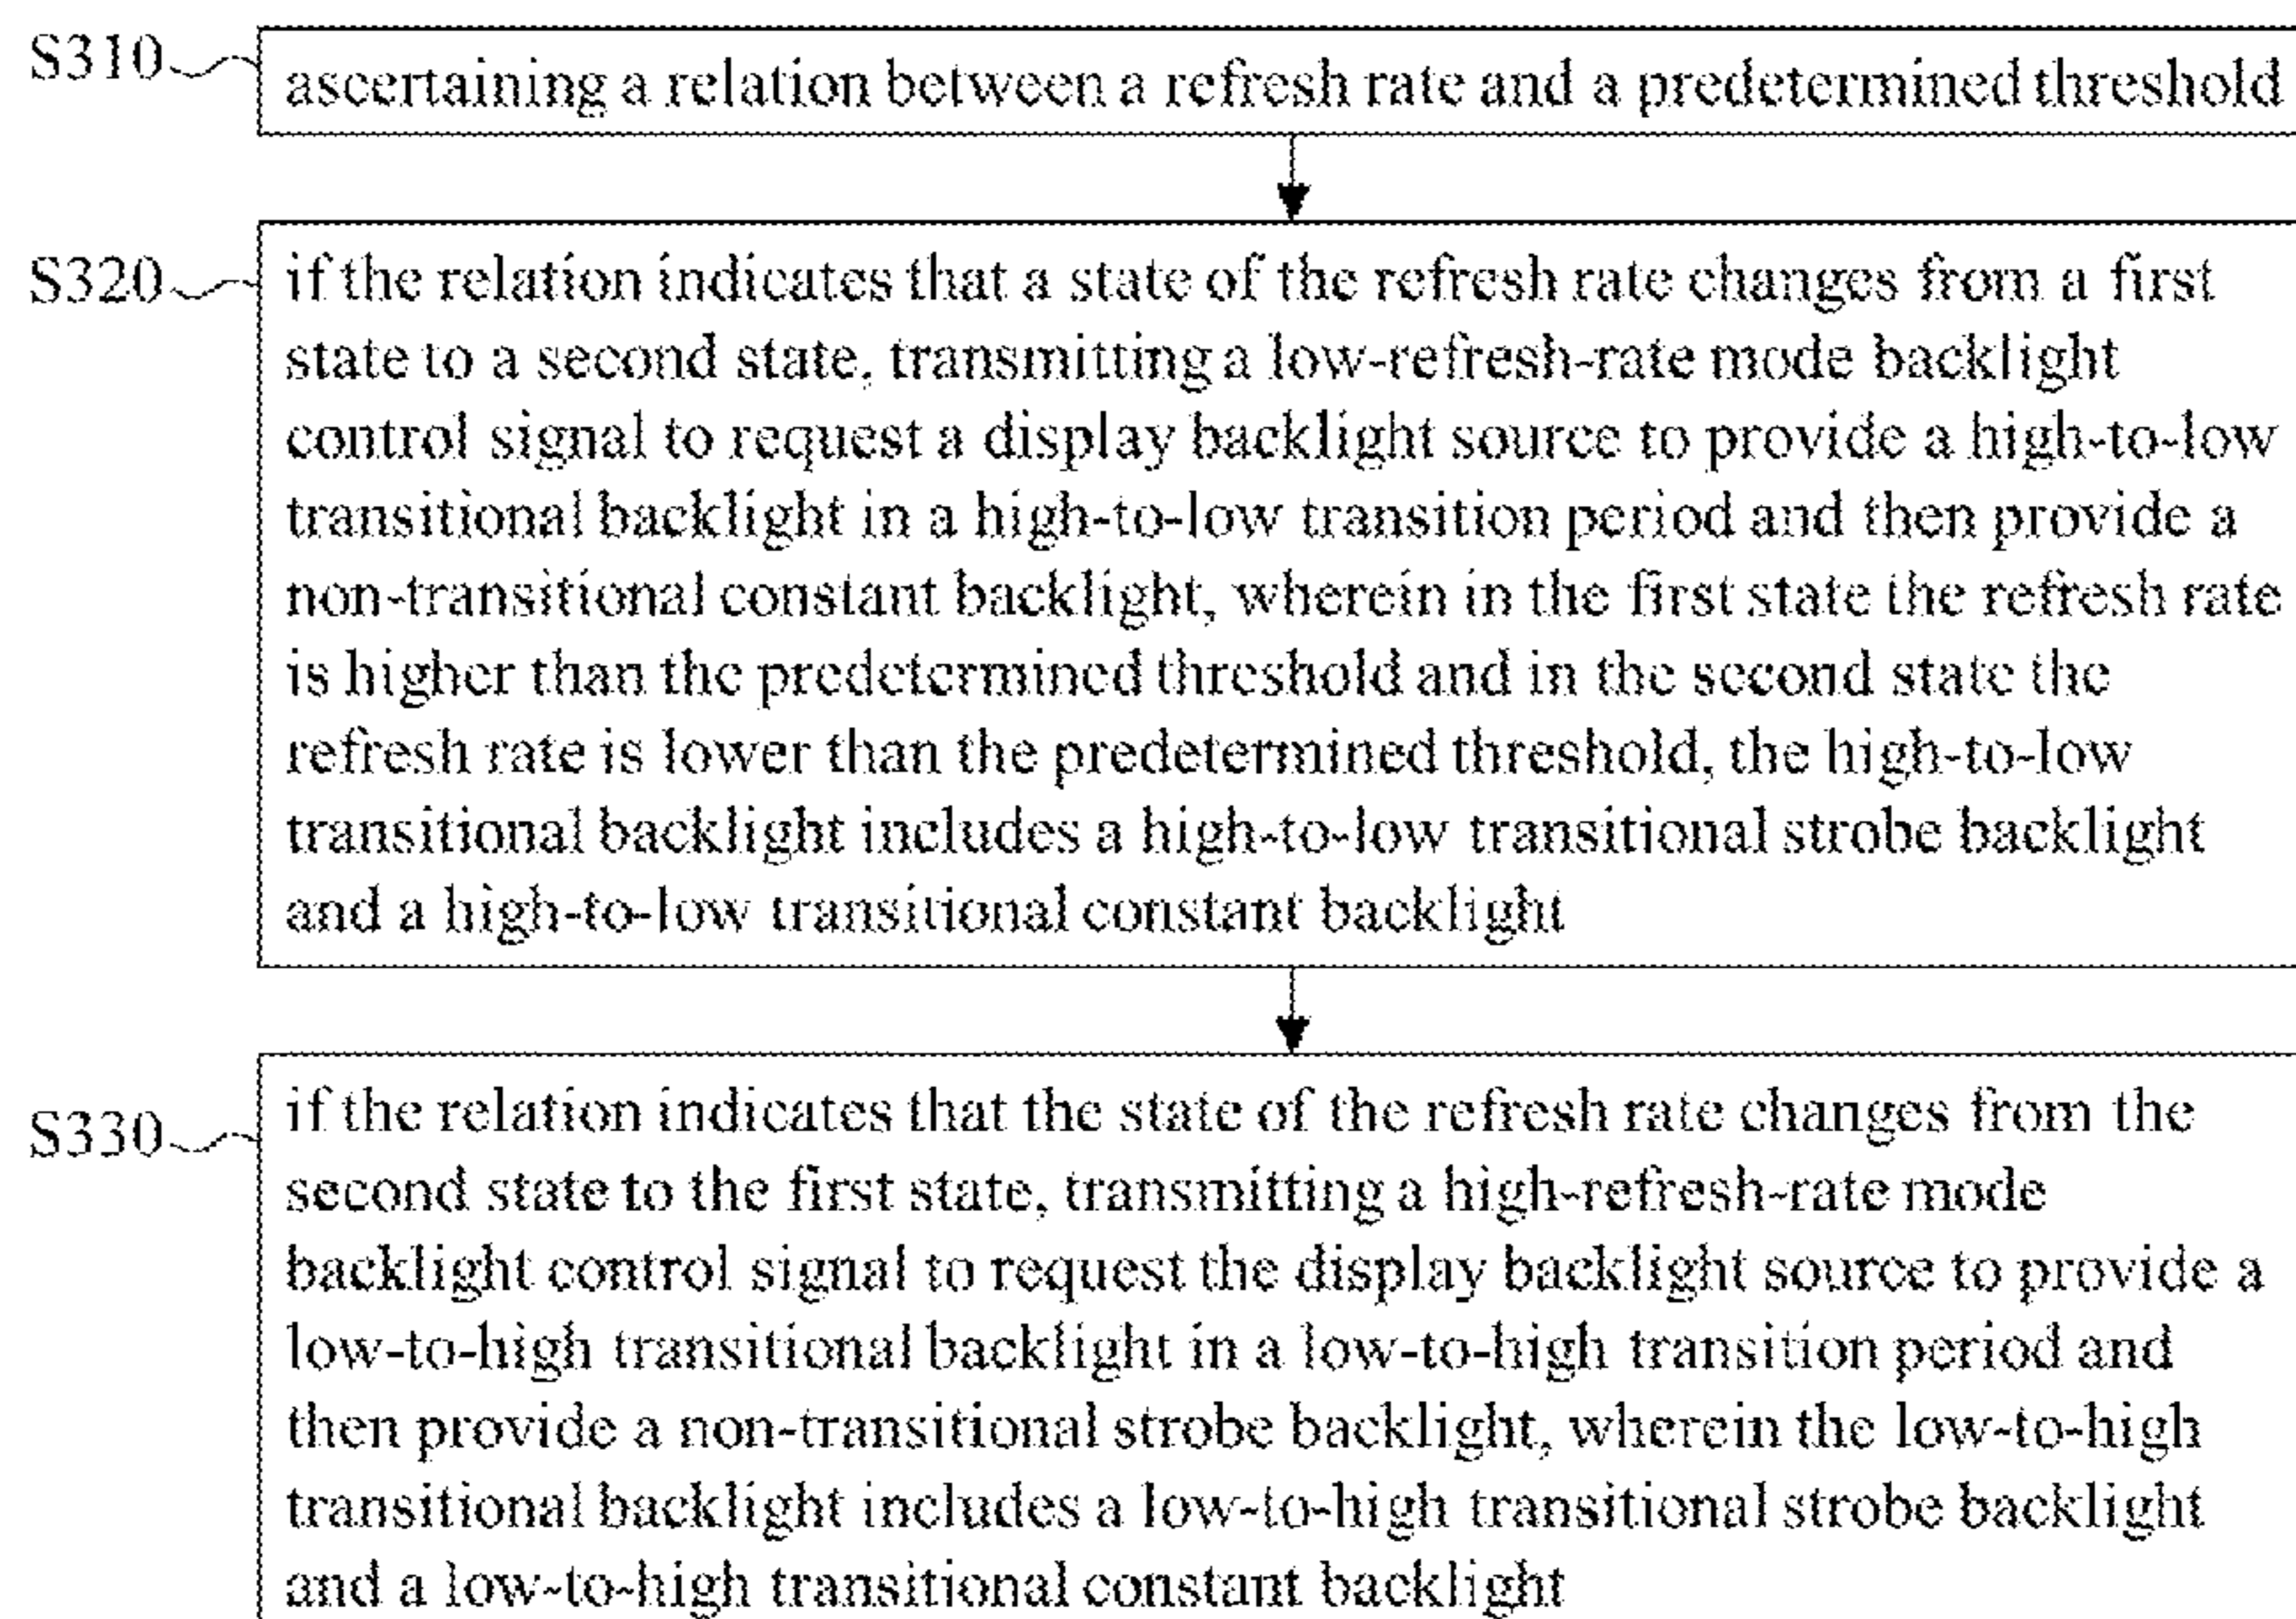 S310
ascertaining a relation between a refresh rate and a predetermined threshold
S320
if the relation indicates that a state of the refresh rate changes from a first
state to a second state, transmitting a low-refresh-rate mode backlight
control signal to request a display backlight source to provide a high-to-low
transitional backlight in a high-to-low transition period and then provide a
non-transitional constant backlight, wherein in the first state the refresh rate
is higher than the predetermined threshold and in the second state the
refresh rate is lower than the predetermined threshold, the high-to-low
transitional backlight includes a high-to-low transitional strobe backlight
and a high-to-low transitional constant backlight
S330
if the relation indicates that the state of the refresh rate changes from the
second state to the first state, transmitting a high-refresh-rate mode
backlight control signal to request the display backlight source to provide a
low-to-high transitional backlight in a low-to-high transition period and
then provide a non-transitional strobe backlight, wherein the low-to-high
transitional backlight includes a low-to-high transitional strobe backlight
and a low-to-high transitional constant backlight